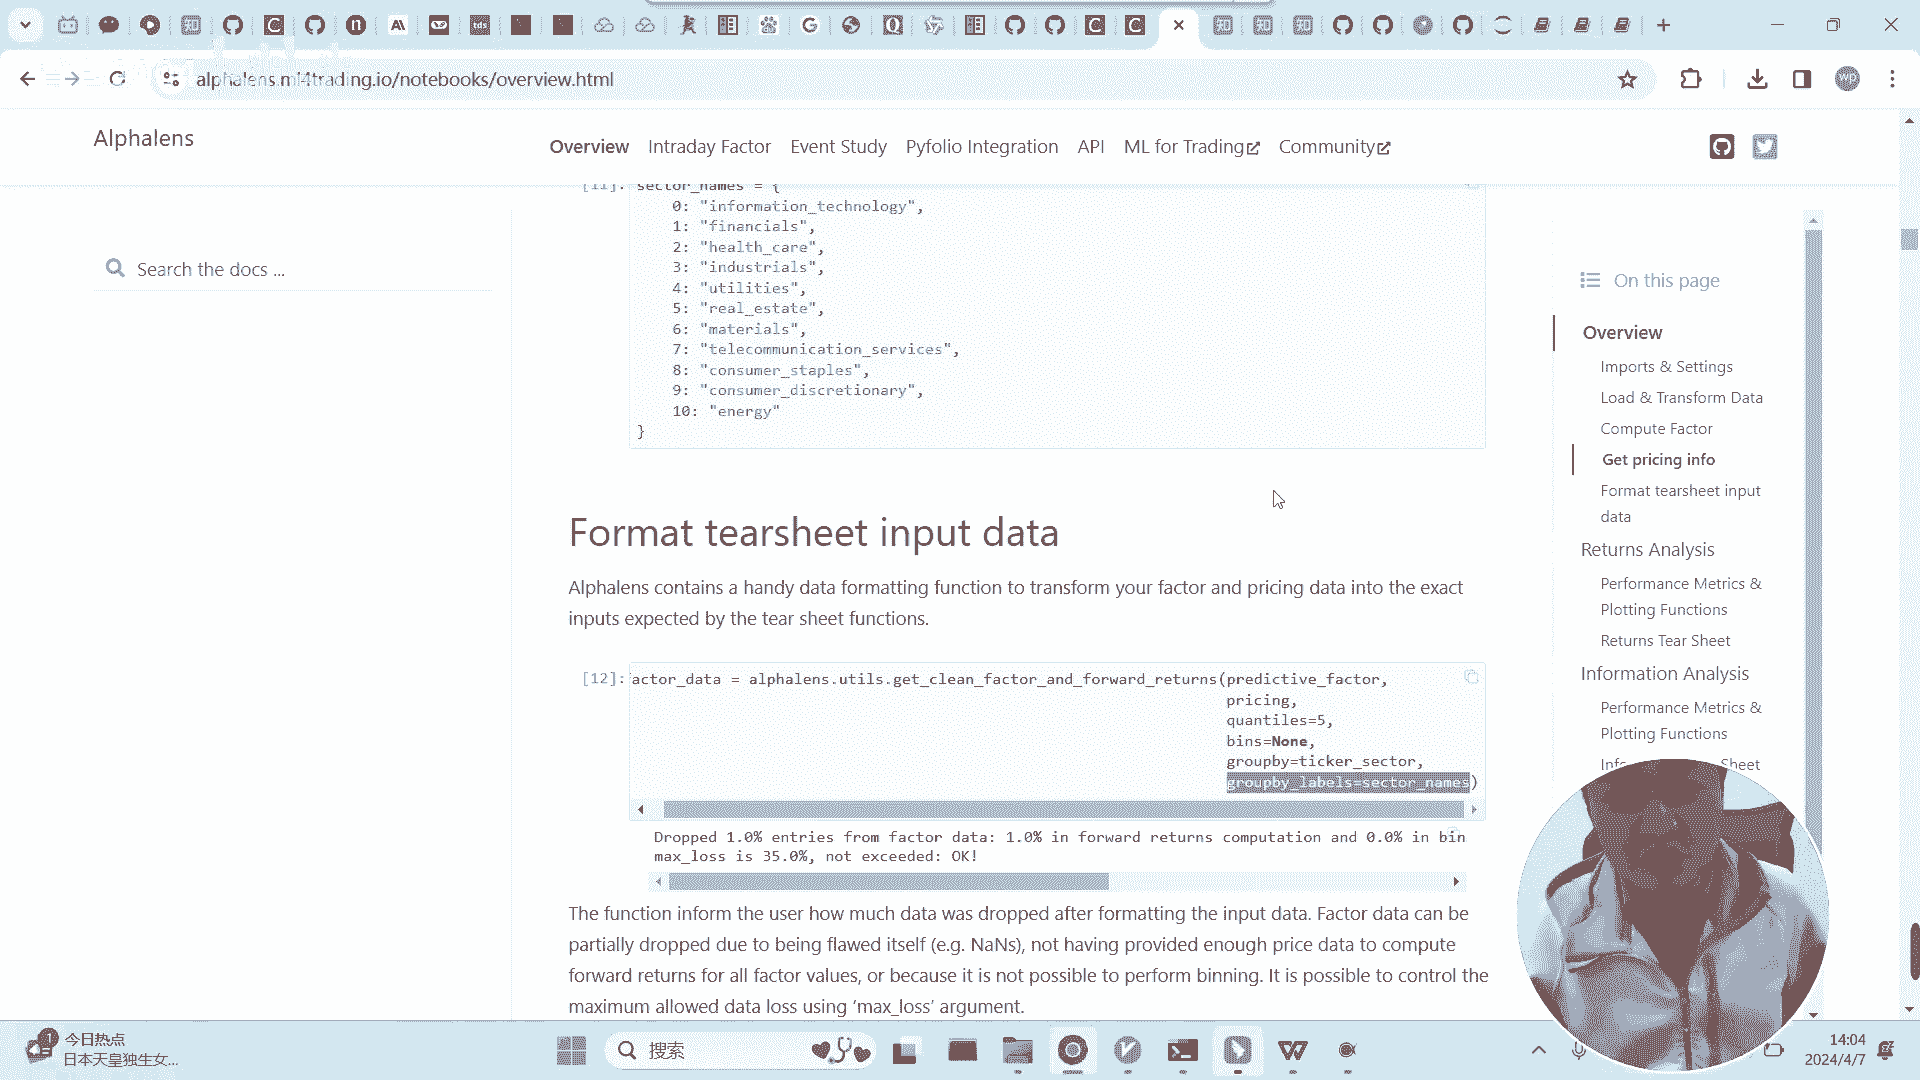 alphalens.ml4trading.io/notebooks/overview.html
wp
Alphalens
Overview Intraday Factor Event Study Pyfolio Integration API ML for Trading Community
Search the docs ...
[11]: sector_names = {
0: "information_technology",
1: "financials",
2: "health_care",
3: "industrials",
4: "utilities",
5: "real_estate",
6: "materials",
7: "telecommunication_services",
8: "consumer_staples",
9: "consumer_discretionary",
10: "energy"
}
Format tearsheet input data
Alphalens contains a handy data formatting function to transform your factor and pricing data into the exact
inputs expected by the tear sheet functions.
[12]: actor_data = alphalens.utils.get_clean_factor_and_forward_returns(predictive_factor,
pricing,
quantiles=5,
bins=None,
groupby=ticker_sector,
groupby_labels=sector_names)
Dropped 1.0% entries from factor data: 1.0% in forward returns computation and 0.0% in bin
max_loss is 35.0%, not exceeded: OK!
The function inform the user how much data was dropped after formatting the input data. Factor data can be
partially dropped due to being flawed itself (e.g. NaNs), not having provided enough price data to compute
forward returns for all factor values, or because it is not possible to perform binning. It is possible to control the
maximum allowed data loss using ‘max_loss’ argument.
On this page
Overview
Imports & Settings
Load & Transform Data
Compute Factor
Get pricing info
Format tearsheet input
data
Returns Analysis
Performance Metrics &
Plotting Functions
Returns Tear Sheet
Information Analysis
Performance Metrics &
Plotting Functions
Sheet
今日热点
日本天皇独生女...
搜索
14:04
2024/4/7